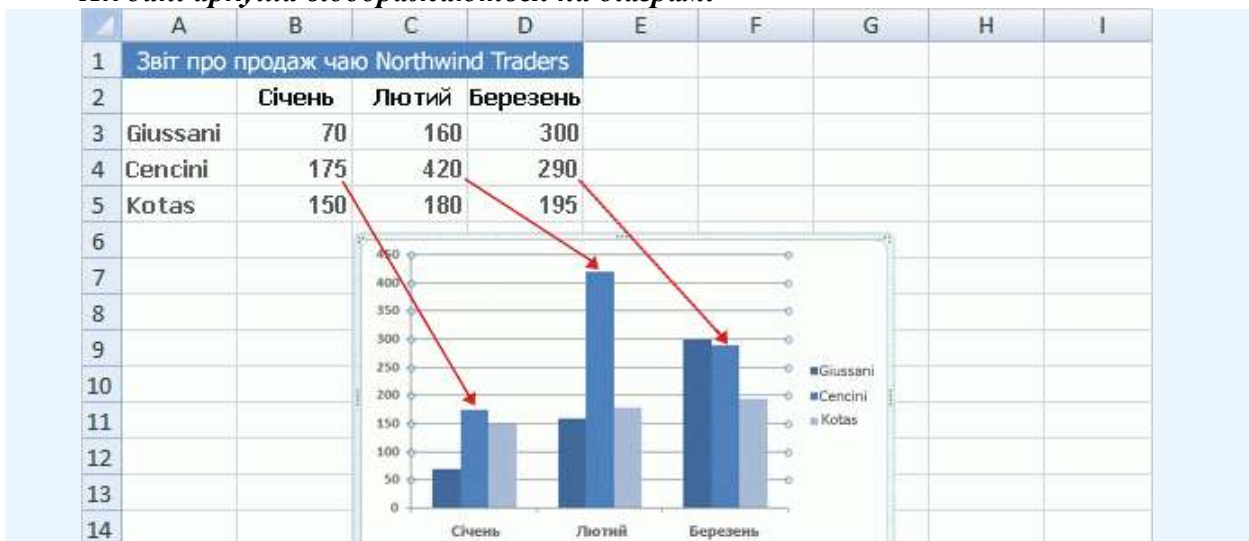 A B C D E F G H I
1 Звіт про продаж чаю Northwind Traders
2 Січень Лютий Березень
3 Giussani 70 160 300
4 Cencini 175 420 290
5 Kotas 150 180 195
6
7
8
9
10
11
12
13
14
450
400
350
300
250
200
150
100
50
0
Січень Лютий Березень
Giussani
Cencini
Kotas